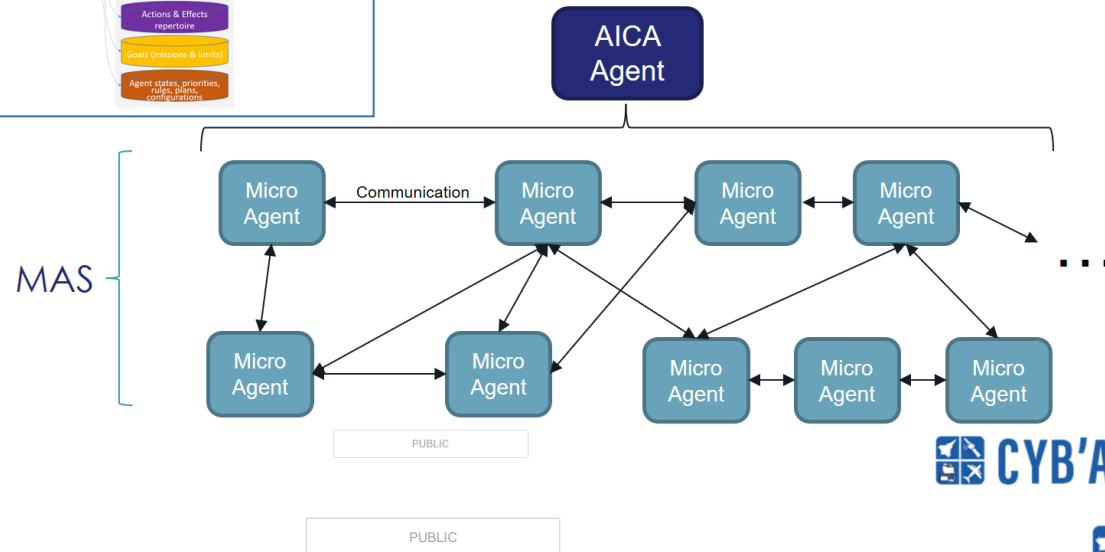 Actions & Effects
repertoire
Goals (missions & limits)
Agent states, priorities,
rules, plans,
configurations
AICA
Agent
MAS
Micro
Agent
Communication
Micro
Agent
Micro
Agent
Micro
Agent
...
Micro
Agent
Micro
Agent
Micro
Agent
Micro
Agent
Micro
Agent
PUBLIC
CYB'A
PUBLIC